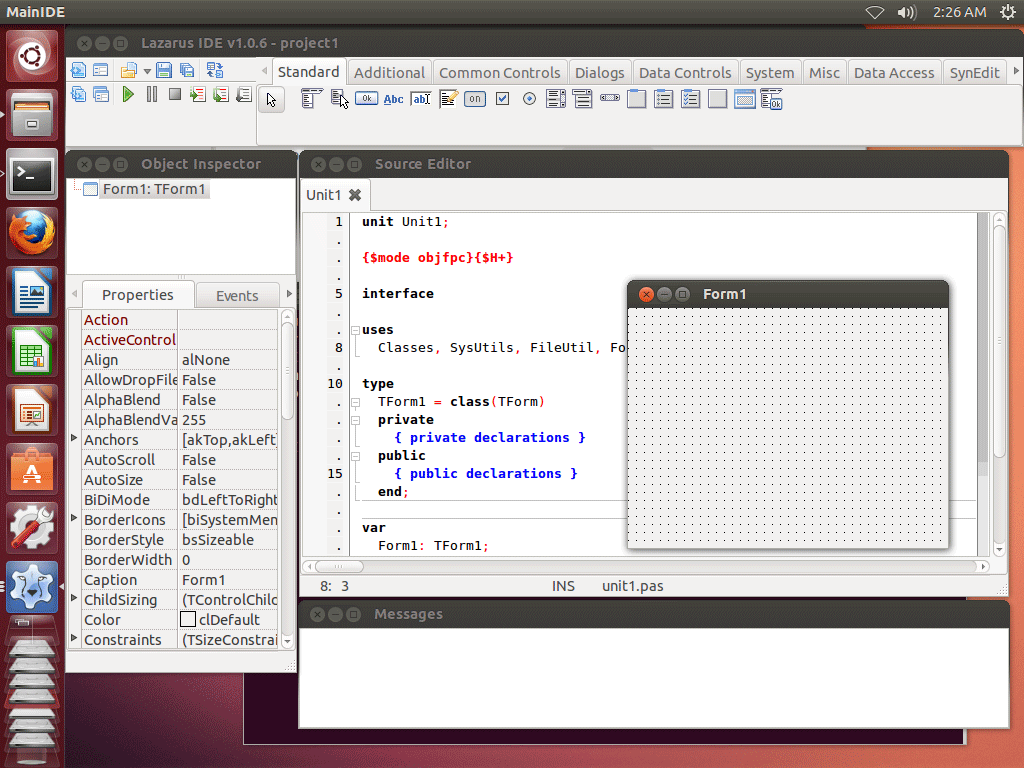 MainIDE
2:26 AM
Lazarus IDE v1.0.6 - project1
Standard Additional Common Controls Dialogs Data Controls System Misc Data Access SynEdit
Ok Abc ab on
Ok
Object Inspector
Form1: TForm1
Properties Events
Action
ActiveControl
Align alNone
AllowDropFile False
AlphaBlend False
AlphaBlendVa 255
Anchors [akTop,akLeft]
AutoScroll False
AutoSize False
BiDiMode bdLeftToRight
BorderIcons [biSystemMen
BorderStyle bsSizeable
BorderWidth 0
Caption Form1
ChildSizing (TControlChild
Color clDefault
Constraints (TSizeConstrai
Source Editor
Unit1
1 unit Unit1;
.
. {$mode objfpc}{$H+}
.
5 interface
.
. uses
8 Classes, SysUtils, FileUtil, Fo
.
10 type
. TForm1 = class(TForm)
. private
. { private declarations }
. public
15 { public declarations }
. end;
.
. var
. Form1: TForm1;
8: 3 INS unit1.pas
Form1
Messages